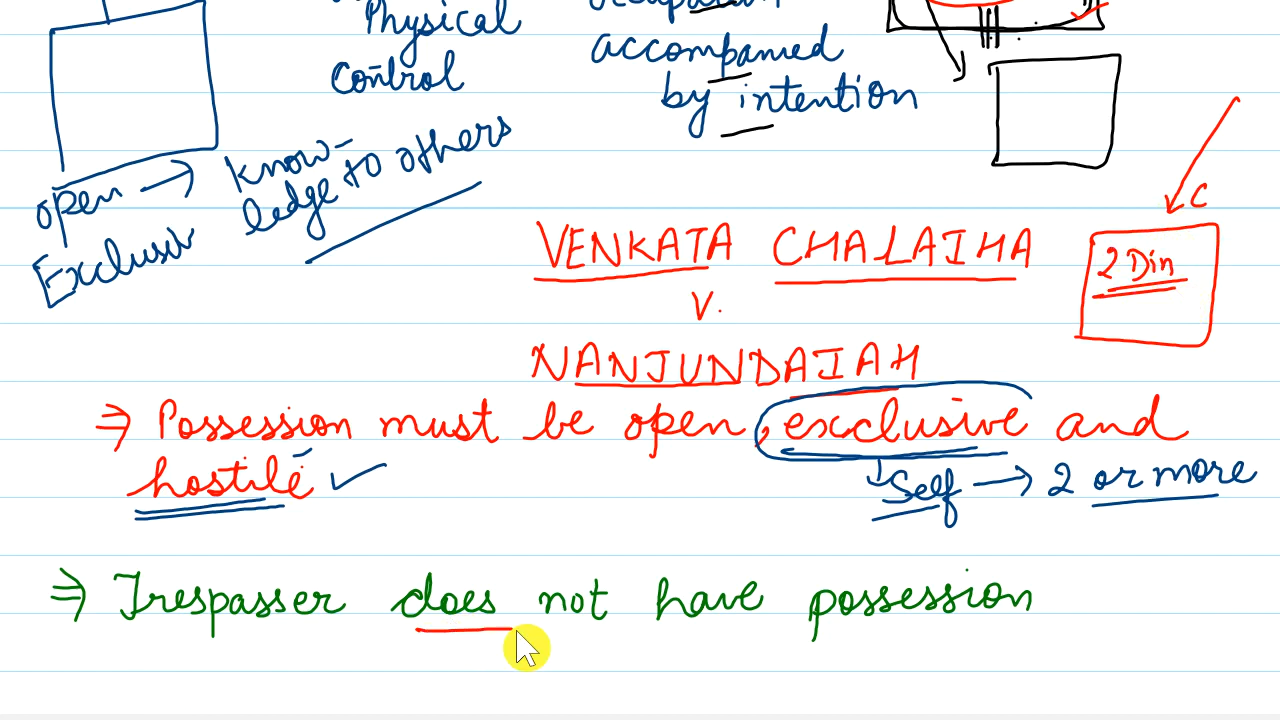 Physical
Control
accompanied
by intention
open → know-
ledge to others
Exclusiv
VENKATA CHALAIHA
V.
NANJUNDAIAH
C
2 Din
⇒ Possession must be open, exclusive and
hostile ✓
↓ Self → 2 or more
⇒ Trespasser does not have possession